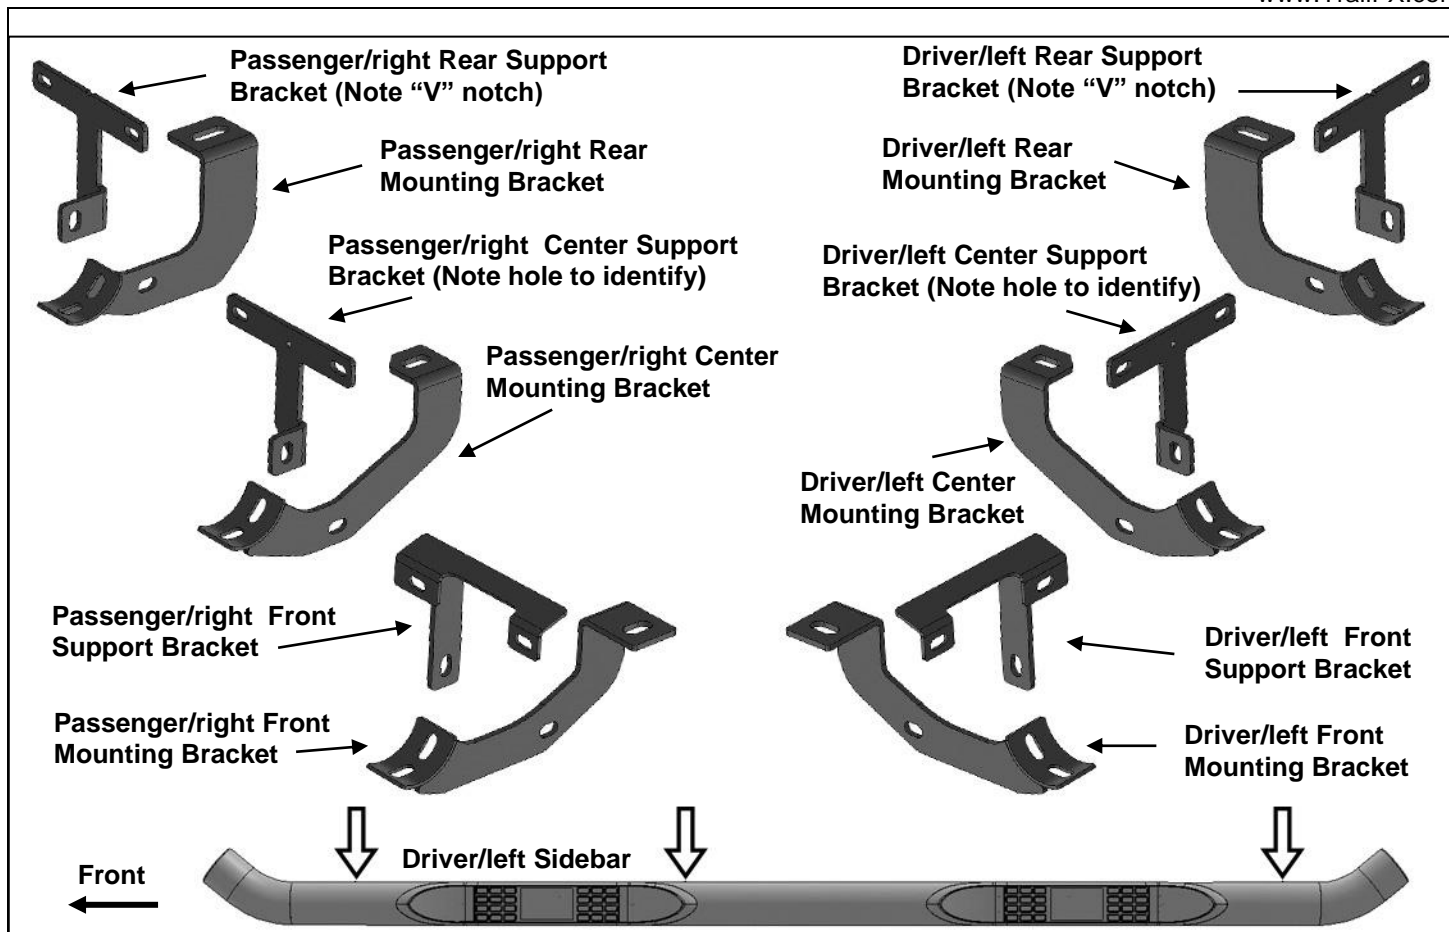 Passenger/right Rear Support
Bracket (Note “V” notch)
Driver/left Rear Support
Bracket (Note “V” notch)
Passenger/right Rear
Mounting Bracket
Driver/left Rear
Mounting Bracket
Passenger/right  Center Support
Bracket (Note hole to identify)
Driver/left Center Support
Bracket (Note hole to identify)
Passenger/right Center
Mounting Bracket
Driver/left Center
Mounting Bracket
Passenger/right  Front
Support Bracket
Driver/left  Front
Support Bracket
Passenger/right Front
Mounting Bracket
Driver/left Front
Mounting Bracket
Driver/left Sidebar
Front